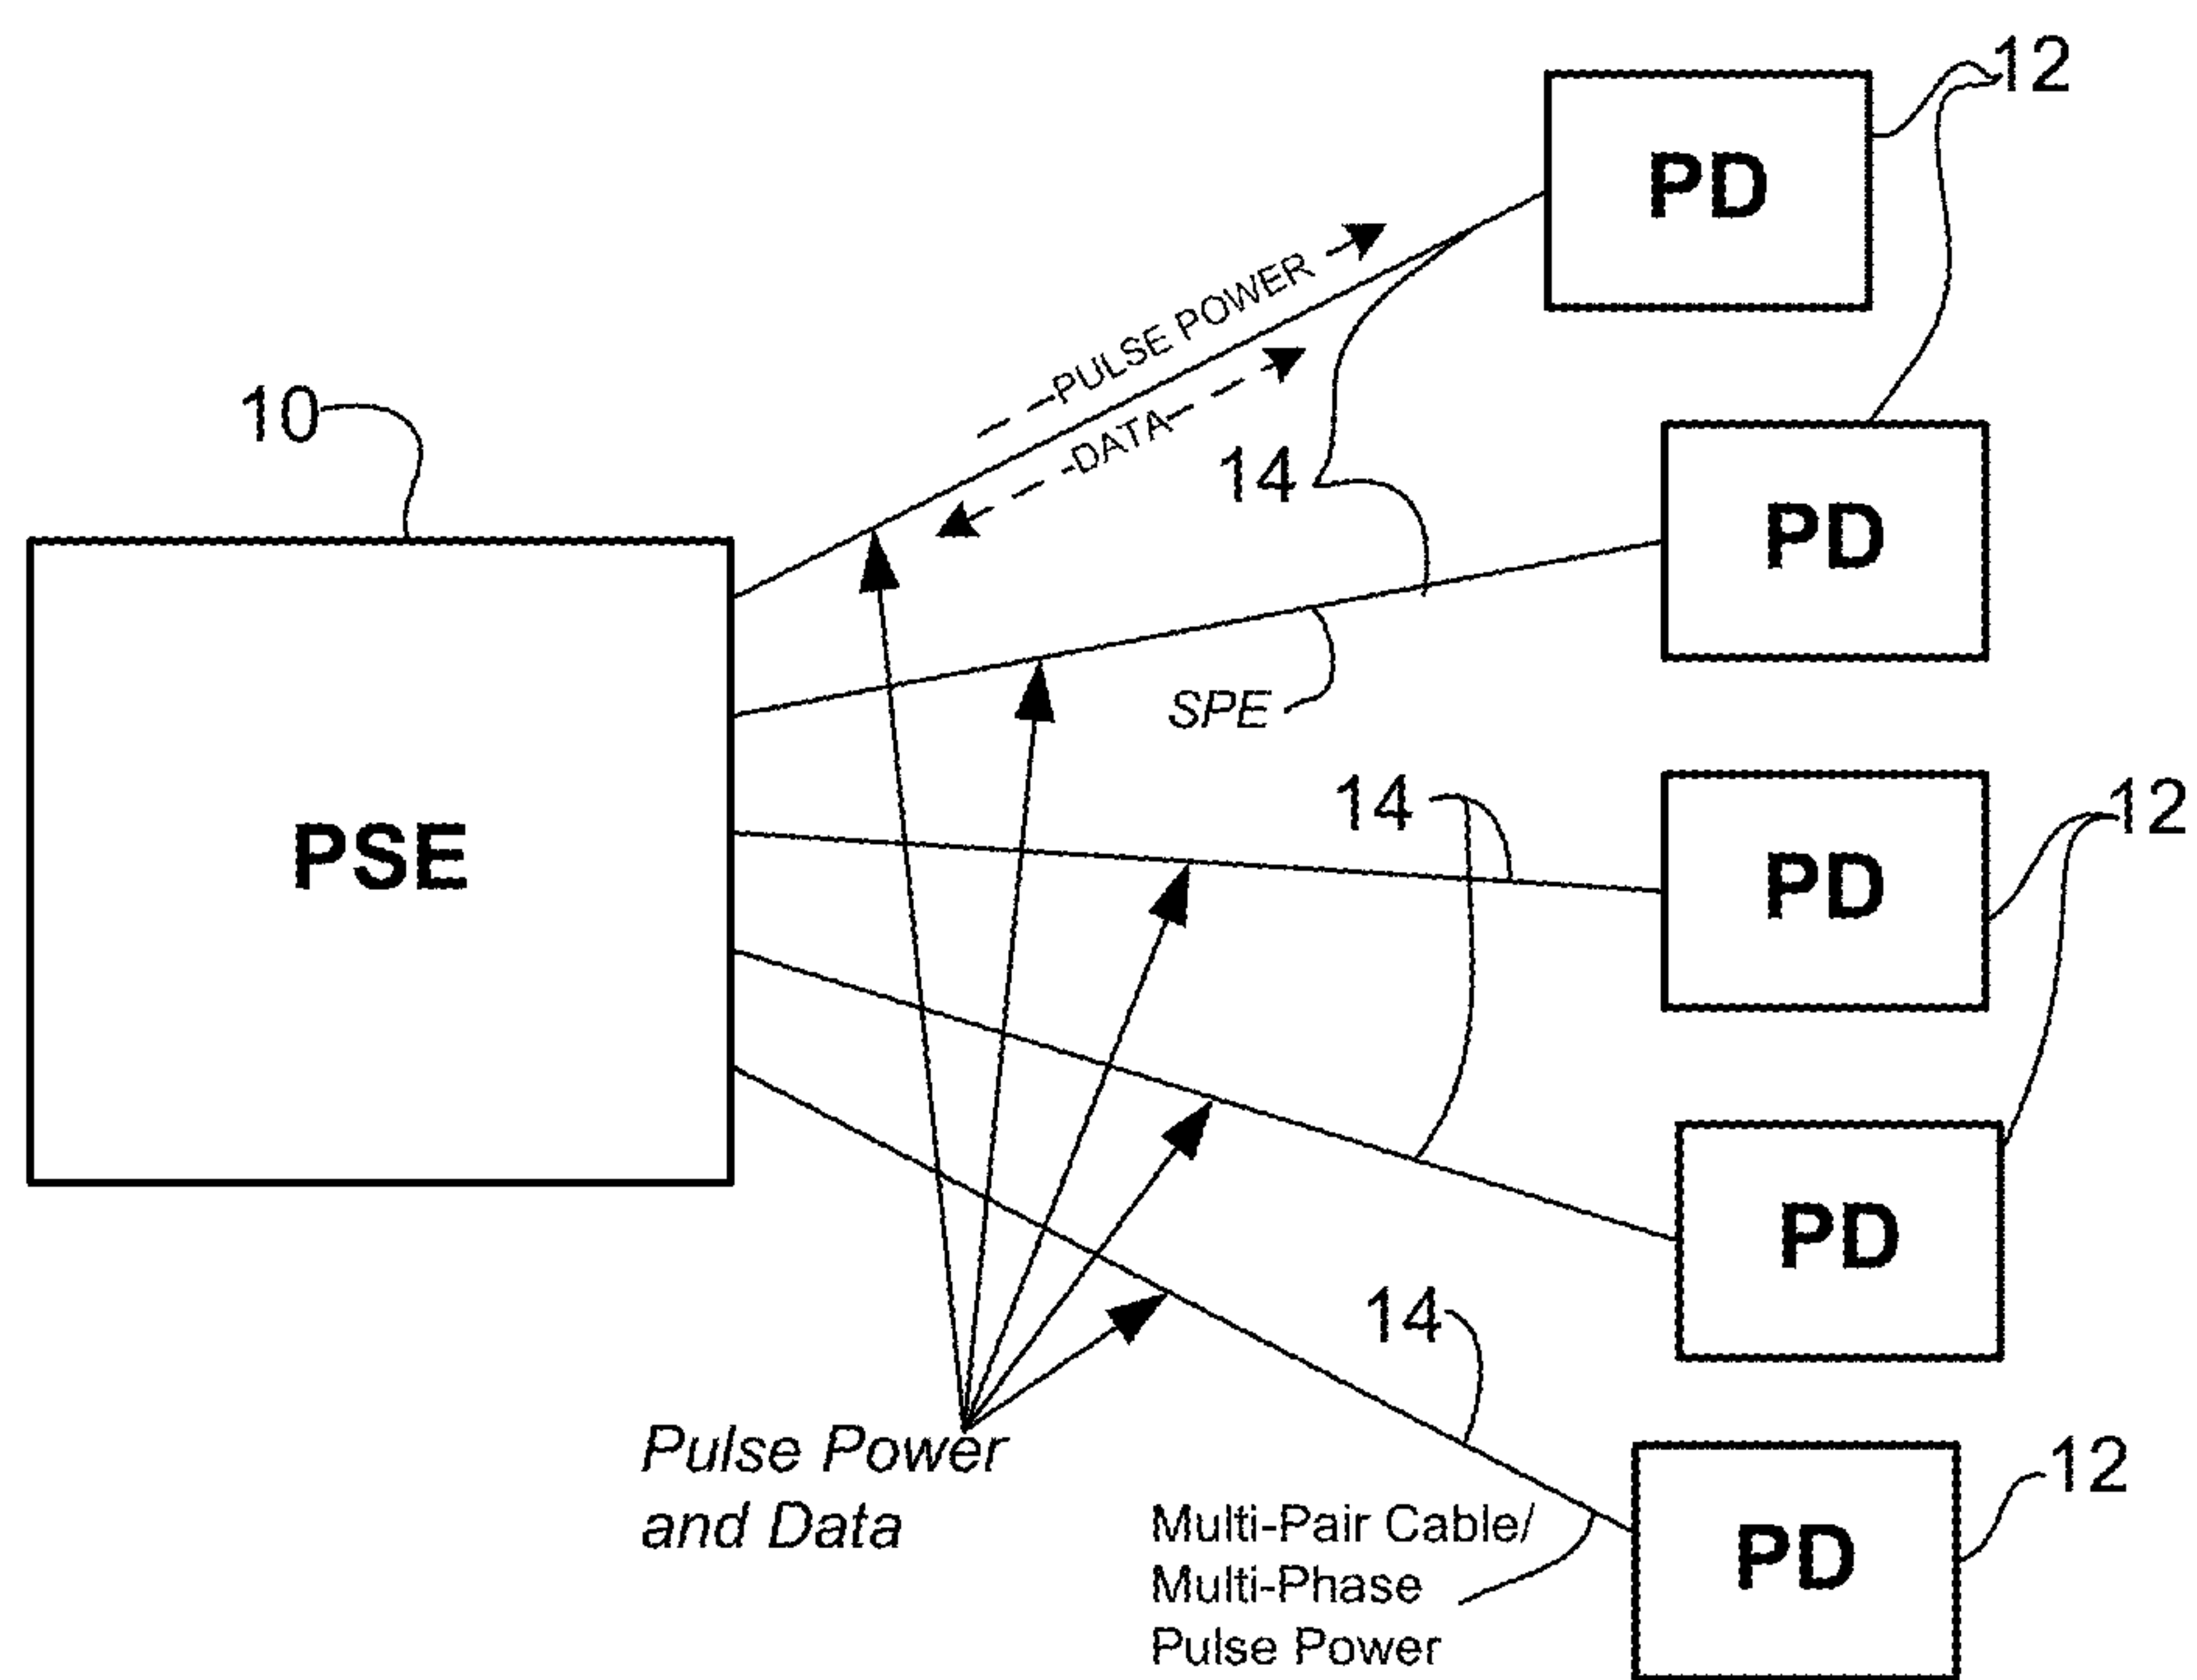 12
PD
PULSE POWER
DATA
10
14
PD
SPE
PSE
14
12
PD
PD
14
Pulse Power
and Data
12
Multi-Pair Cable/
Multi-Phase
Pulse Power
PD